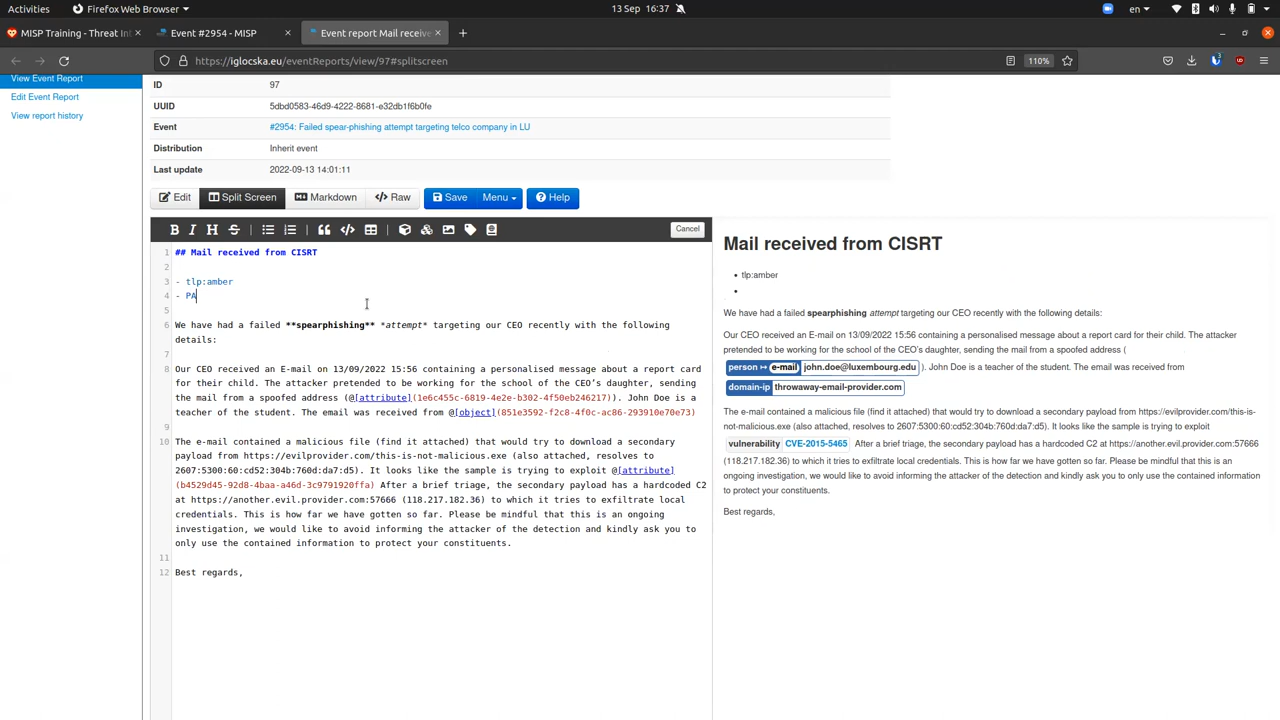 Activities
Firefox Web Browser
13 Sep 16:37
en
MISP Training - Threat In
Event #2954 - MISP
Event report Mail receive
https://iglocska.eu/eventReports/view/97#splitscreen
110%
View Event Report
Edit Event Report
View report history
ID 97
UUID 5dbd0583-46d9-4222-8681-e32db1f6b0fe
Event #2954: Failed spear-phishing attempt targeting telco company in LU
Distribution Inherit event
Last update 2022-09-13 14:01:11
Edit Split Screen Markdown Raw Save Menu Help
Cancel
1 ## Mail received from CISRT
2
3 - tlp:amber
4 - PA
5
6 We have had a failed **spearphishing** *attempt* targeting our CEO recently with the following
details:
7
8 Our CEO received an E-mail on 13/09/2022 15:56 containing a personalised message about a report card
for their child. The attacker pretended to be working for the school of the CEO's daughter, sending
the mail from a spoofed address (@[attribute](1e6c455c-6819-4e2e-b302-4f50eb246217)). John Doe is a
teacher of the student. The email was received from @[object](851e3592-f2c8-4f0c-ac86-293910e70e73)
9
10 The e-mail contained a malicious file (find it attached) that would try to download a secondary
payload from https://evilprovider.com/this-is-not-malicious.exe (also attached, resolves to
2607:5300:60:cd52:304b:760d:da7:d5). It looks like the sample is trying to exploit @[attribute]
(b4529d45-92d8-4baa-a46d-3c9791920ffa) After a brief triage, the secondary payload has a hardcoded C2
at https://another.evil.provider.com:57666 (118.217.182.36) to which it tries to exfiltrate local
credentials. This is how far we have gotten so far. Please be mindful that this is an ongoing
investigation, we would like to avoid informing the attacker of the detection and kindly ask you to
only use the contained information to protect your constituents.
11
12 Best regards,
Mail received from CISRT
• tlp:amber
•
We have had a failed spearphishing attempt targeting our CEO recently with the following details:
Our CEO received an E-mail on 13/09/2022 15:56 containing a personalised message about a report card for their child. The attacker
pretended to be working for the school of the CEO's daughter, sending the mail from a spoofed address (
person ↦ e-mail john.doe@luxembourg.edu ). John Doe is a teacher of the student. The email was received from
domain-ip throwaway-email-provider.com
The e-mail contained a malicious file (find it attached) that would try to download a secondary payload from https://evilprovider.com/this-is-
not-malicious.exe (also attached, resolves to 2607:5300:60:cd52:304b:760d:da7:d5). It looks like the sample is trying to exploit
vulnerability CVE-2015-5465 After a brief triage, the secondary payload has a hardcoded C2 at https://another.evil.provider.com:57666
(118.217.182.36) to which it tries to exfiltrate local credentials. This is how far we have gotten so far. Please be mindful that this is an
ongoing investigation, we would like to avoid informing the attacker of the detection and kindly ask you to only use the contained information
to protect your constituents.
Best regards,